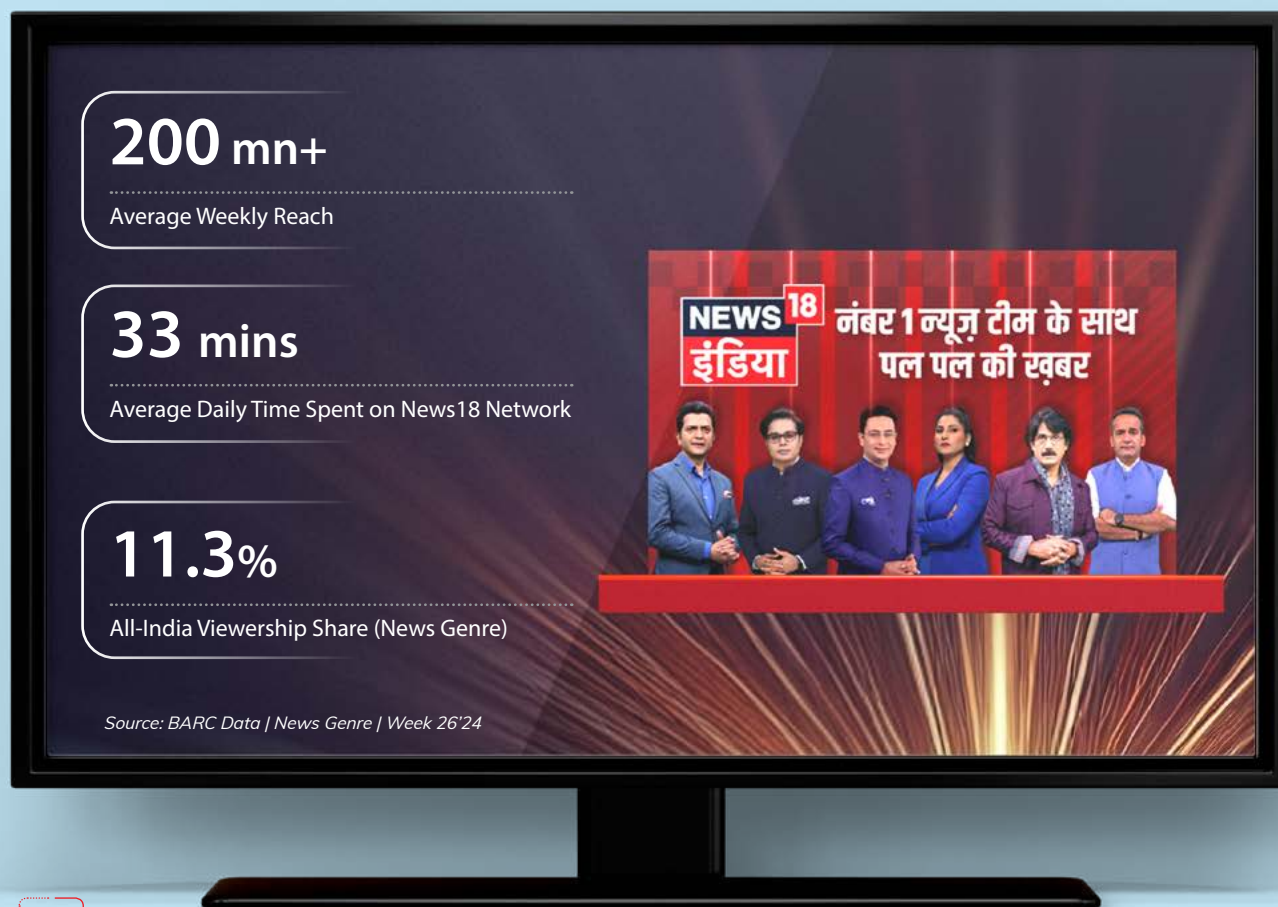 200 mn+
Average Weekly Reach
33 mins
Average Daily Time Spent on News18 Network
11.3%
All-India Viewership Share (News Genre)
Source: BARC Data | News Genre | Week 26'24
NEWS 18
इंडिया
नंबर 1 न्यूज़ टीम के साथ
पल पल की ख़बर